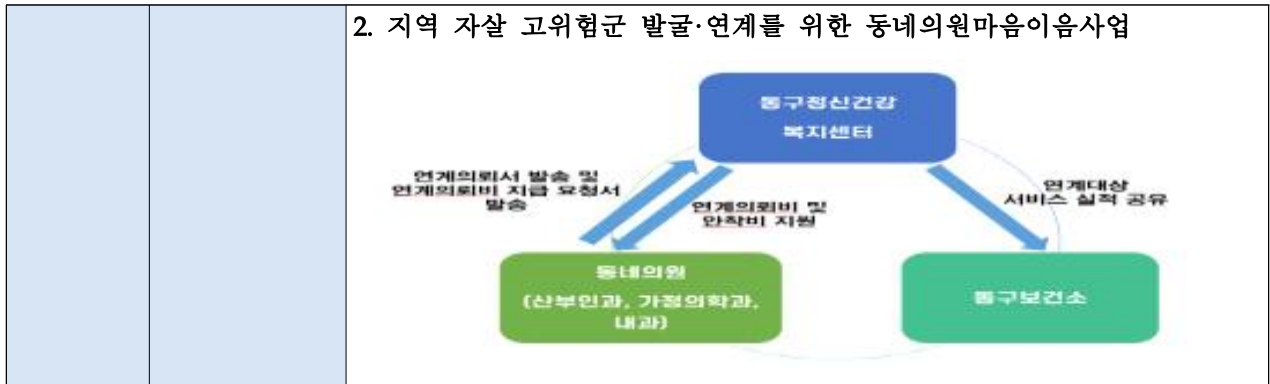 2. 지역 자살 고위험군 발굴·연계를 위한 동네의원마음이음사업
동구정신건강
복지센터
연계의뢰서 발송 및
연계의뢰비 지급 요청서
발송
연계의뢰비 및
안착비 지원
연계대상
서비스 실적 공유
동네의원
(산부인과, 가정의학과,
내과)
동구보건소